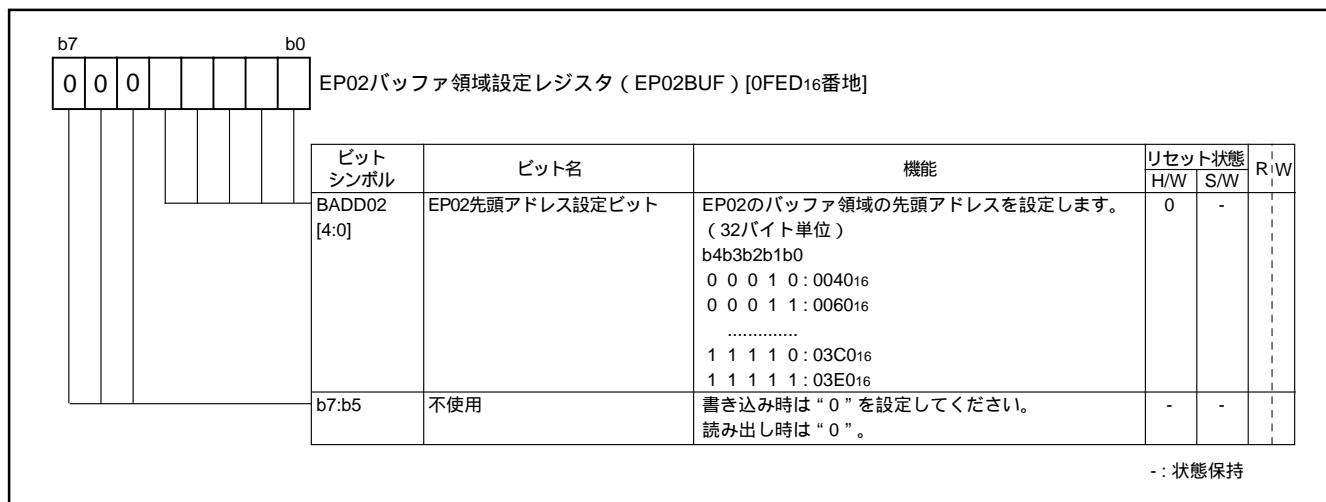 b7 b0
0 0 0 EP02バッファ領域設定レジスタ（EP02BUF）[0FED16番地]
ビットシンボル ビット名 機能 リセット状態 R W
H/W S/W
BADD02 EP02先頭アドレス設定ビット EP02のバッファ領域の先頭アドレスを設定します。 0 -
[4:0] （32バイト単位）
b4b3b2b1b0
0 0 0 1 0 : 004016
0 0 0 1 1 : 006016
..............
1 1 1 1 0 : 03C016
1 1 1 1 1 : 03E016
b7:b5 不使用 書き込み時は“0”を設定してください。 - -
読み出し時は“0”。
- : 状態保持